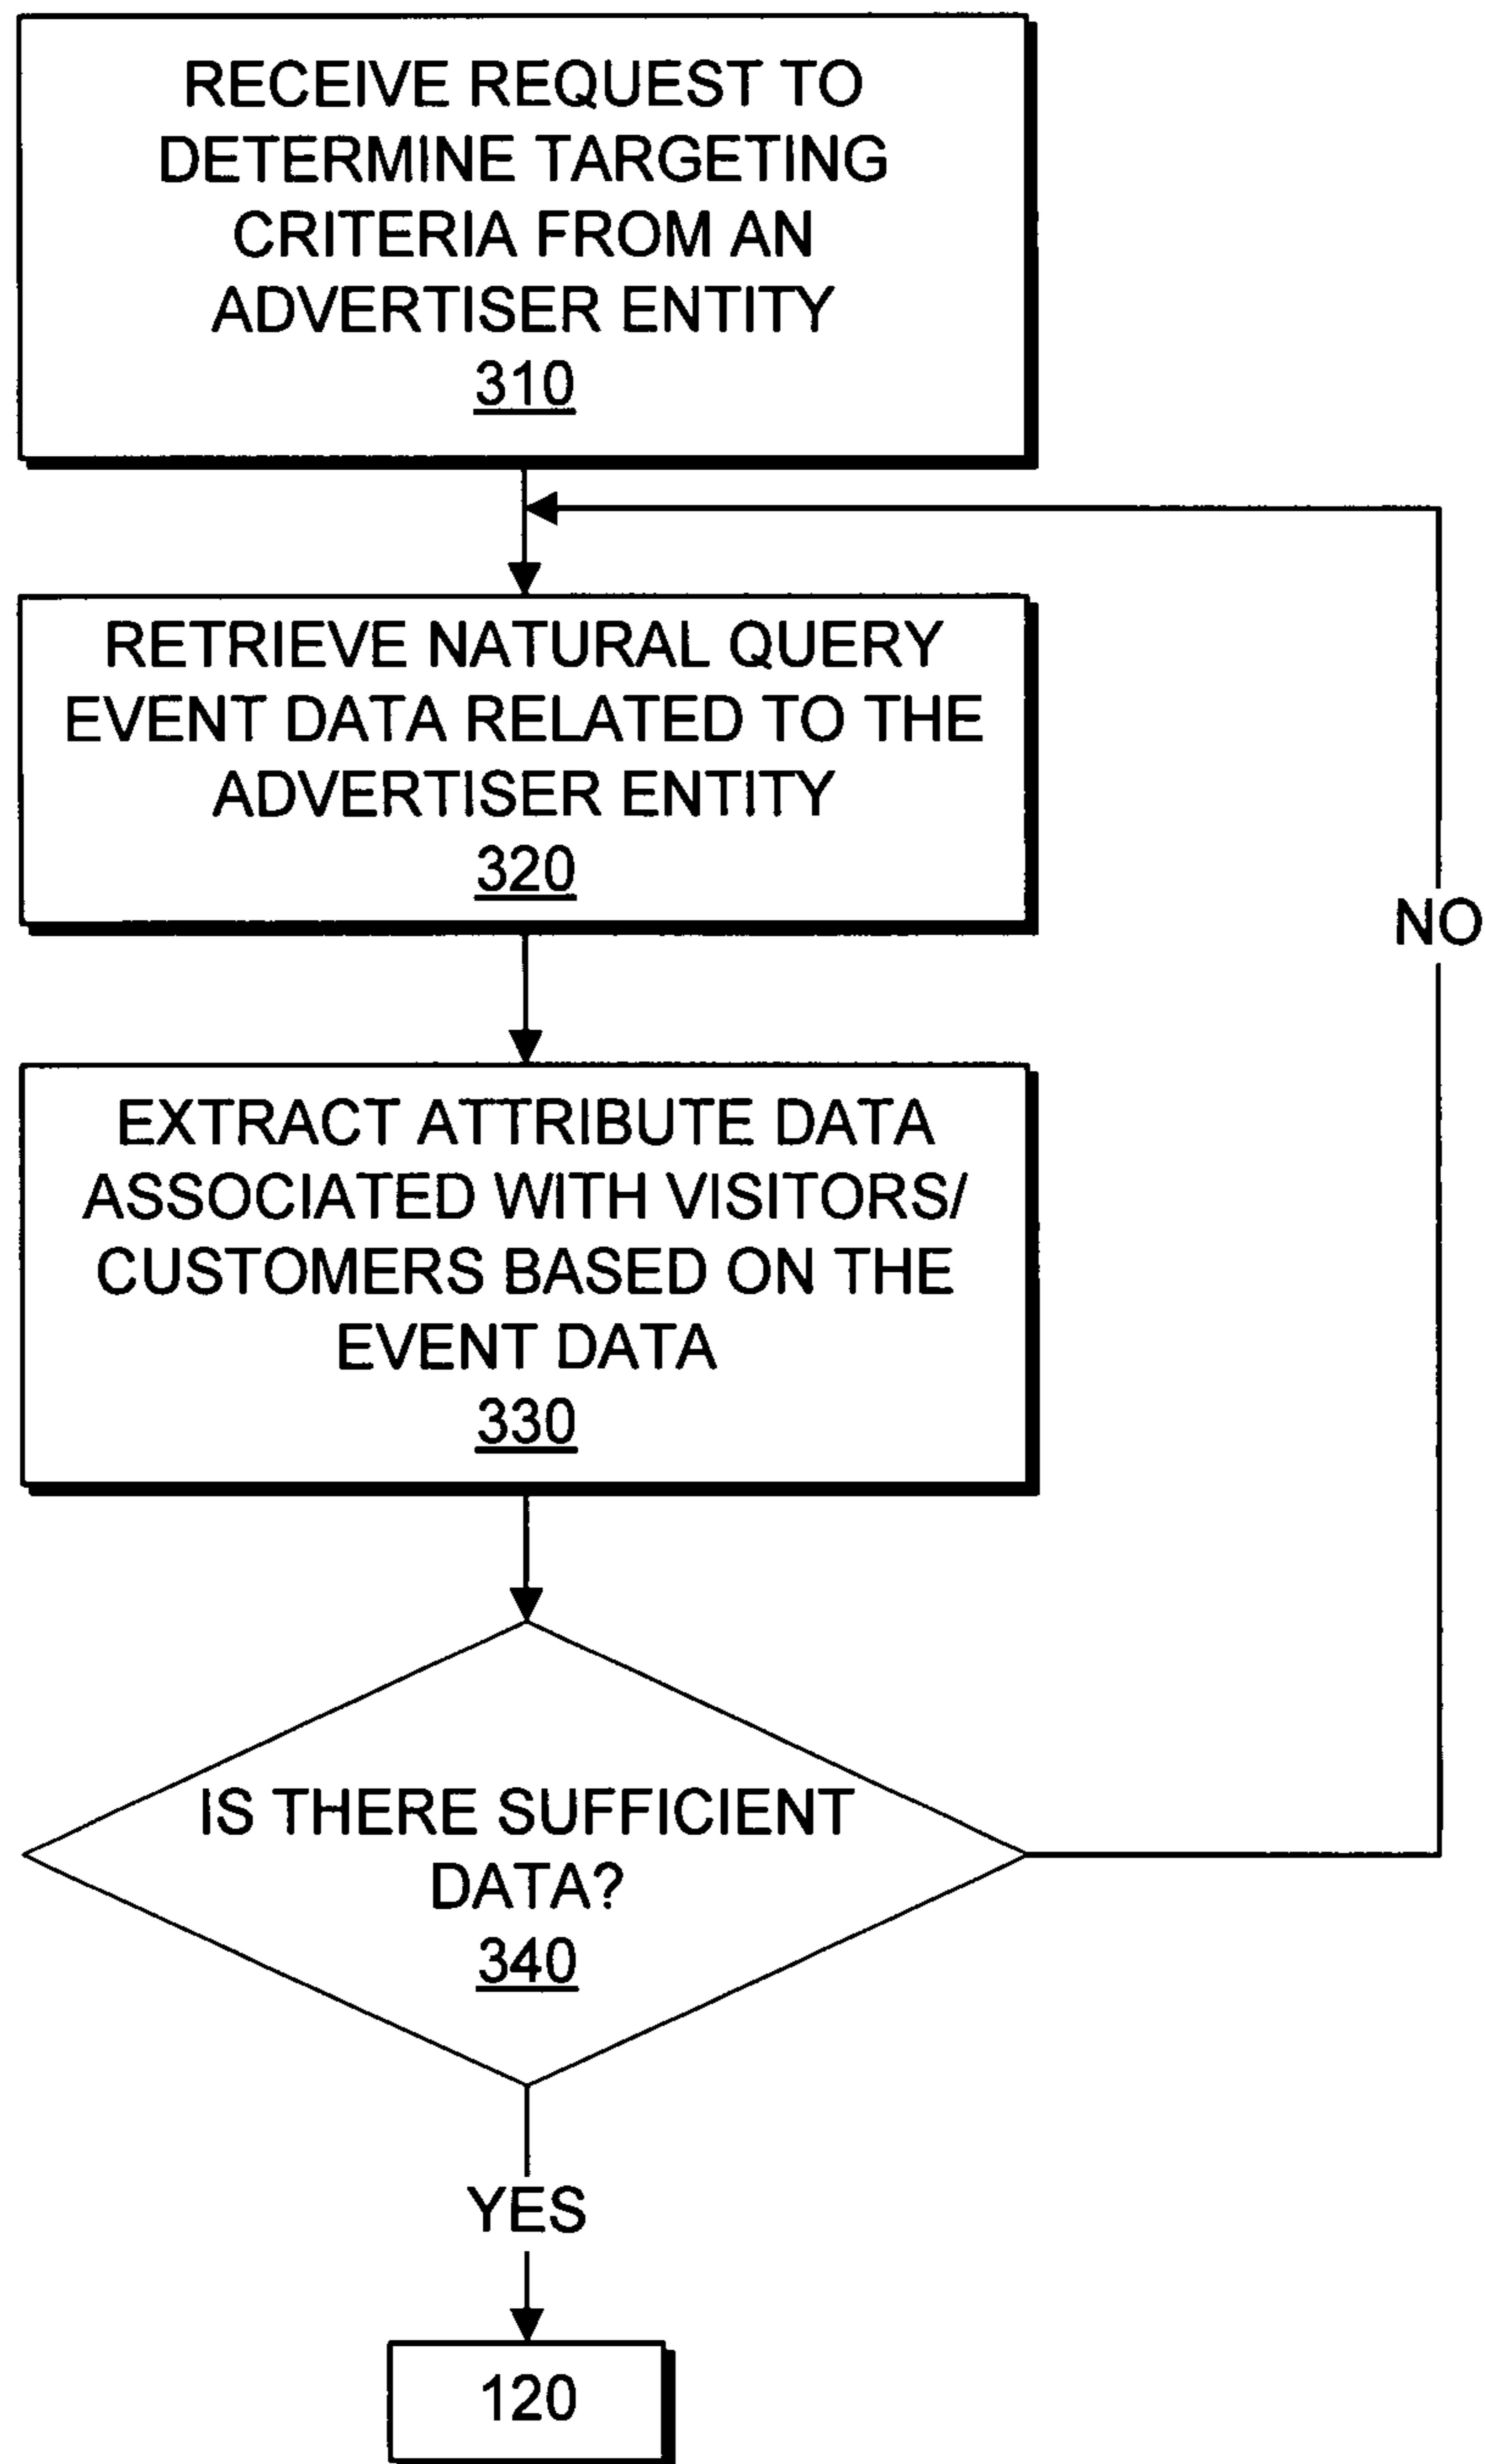 RECEIVE REQUEST TO
DETERMINE TARGETING
CRITERIA FROM AN
ADVERTISER ENTITY
310
RETRIEVE NATURAL QUERY
EVENT DATA RELATED TO THE
ADVERTISER ENTITY
320
NO
EXTRACT ATTRIBUTE DATA
ASSOCIATED WITH VISITORS/
CUSTOMERS BASED ON THE
EVENT DATA
330
IS THERE SUFFICIENT
DATA?
340
YES
120